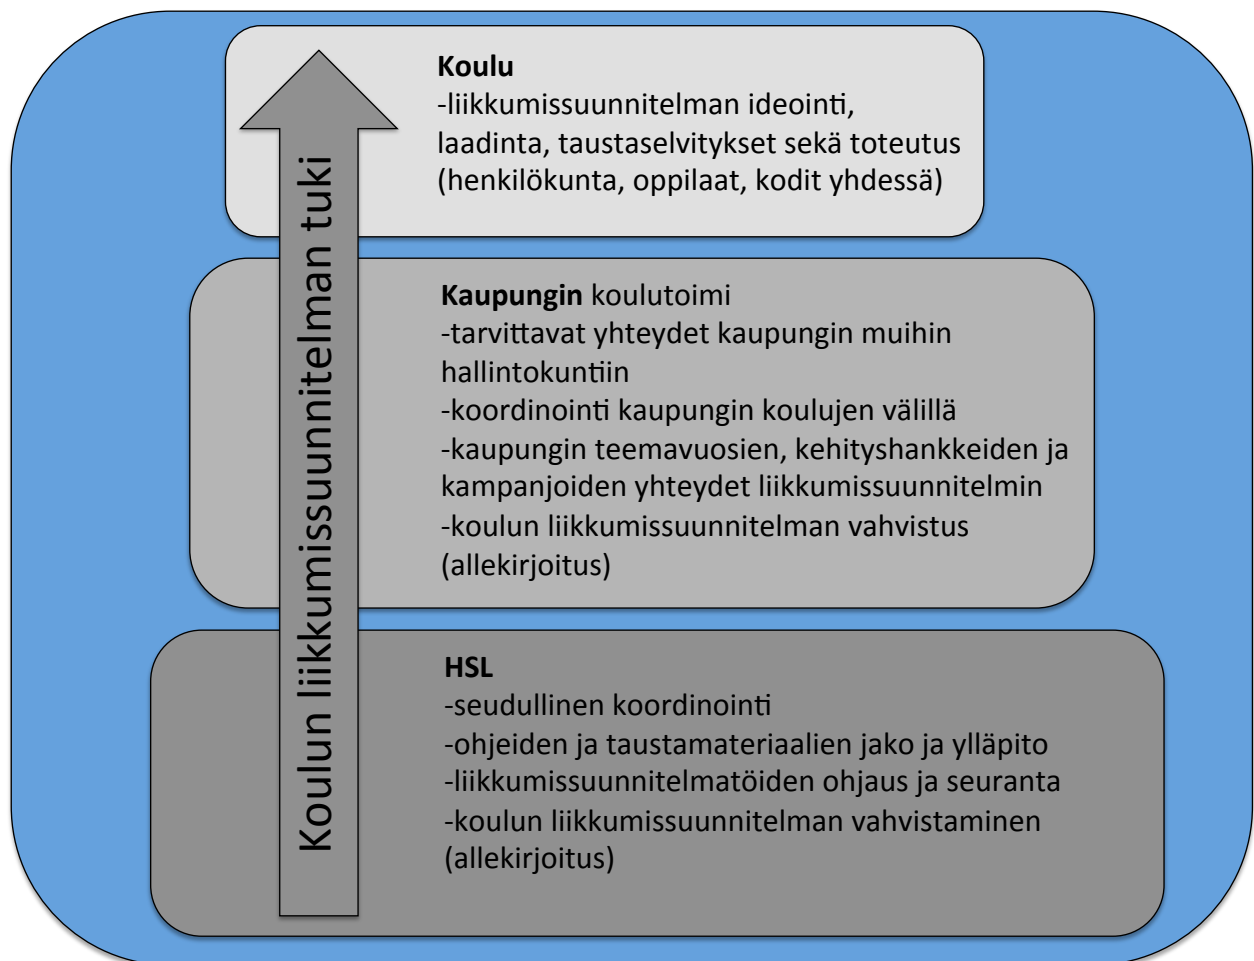 Koulu
-liikkumissuunnitelman ideointi,
laadinta, taustaselvitykset sekä toteutus
(henkilökunta, oppilaat, kodit yhdessä)
Kaupungin koulutoimi
-tarvittavat yhteydet kaupungin muihin
hallintokuntiin
-koordinointi kaupungin koulujen välillä
-kaupungin teemavuosien, kehityshankkeiden ja
kampanjoiden yhteydet liikkumissuunnitelmin
-koulun liikkumissuunnitelman vahvistus
(allekirjoitus)
HSL
-seudullinen koordinointi
-ohjeiden ja taustamateriaalien jako ja ylläpito
-liikkumissuunnitelmatöiden ohjaus ja seuranta
-koulun liikkumissuunnitelman vahvistaminen
(allekirjoitus)
Koulun liikkumissuunnitelman tuki